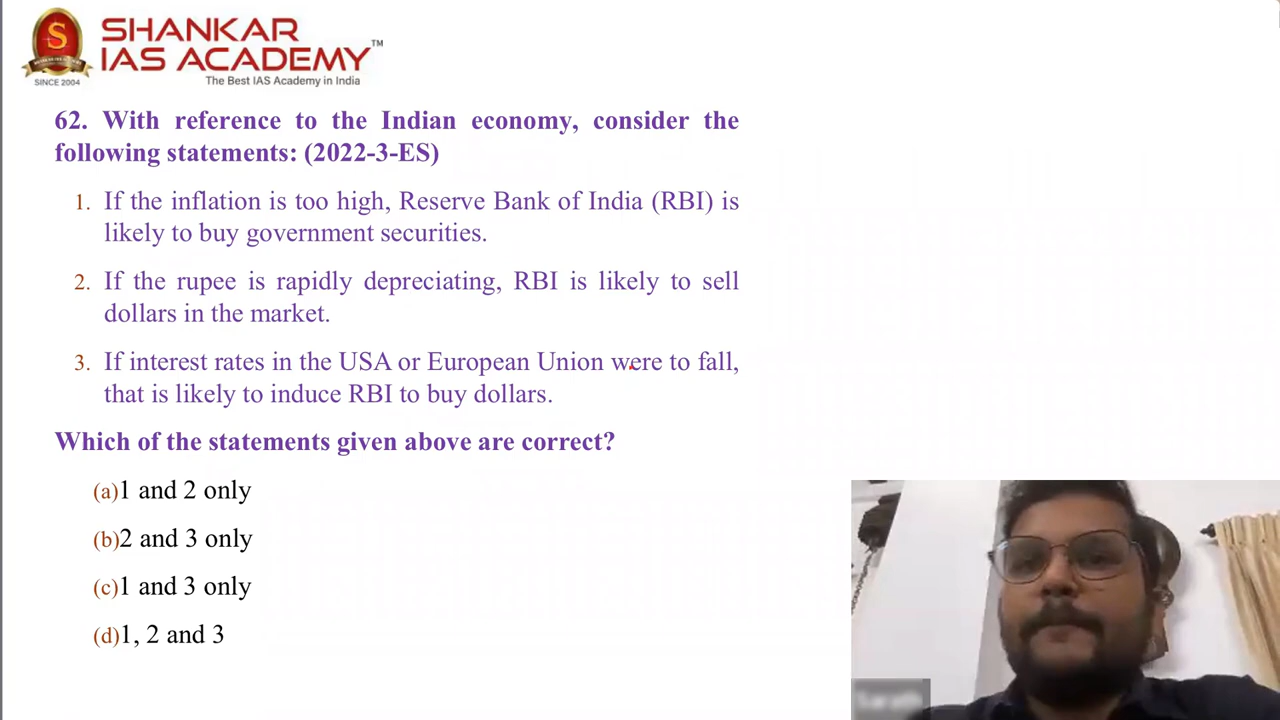 SHANKAR
IAS ACADEMY™
The Best IAS Academy in India
SINCE 2004
62. With reference to the Indian economy, consider the
following statements: (2022-3-ES)
1. If the inflation is too high, Reserve Bank of India (RBI) is
likely to buy government securities.
2. If the rupee is rapidly depreciating, RBI is likely to sell
dollars in the market.
3. If interest rates in the USA or European Union were to fall,
that is likely to induce RBI to buy dollars.
Which of the statements given above are correct?
(a)1 and 2 only
(b)2 and 3 only
(c)1 and 3 only
(d)1, 2 and 3